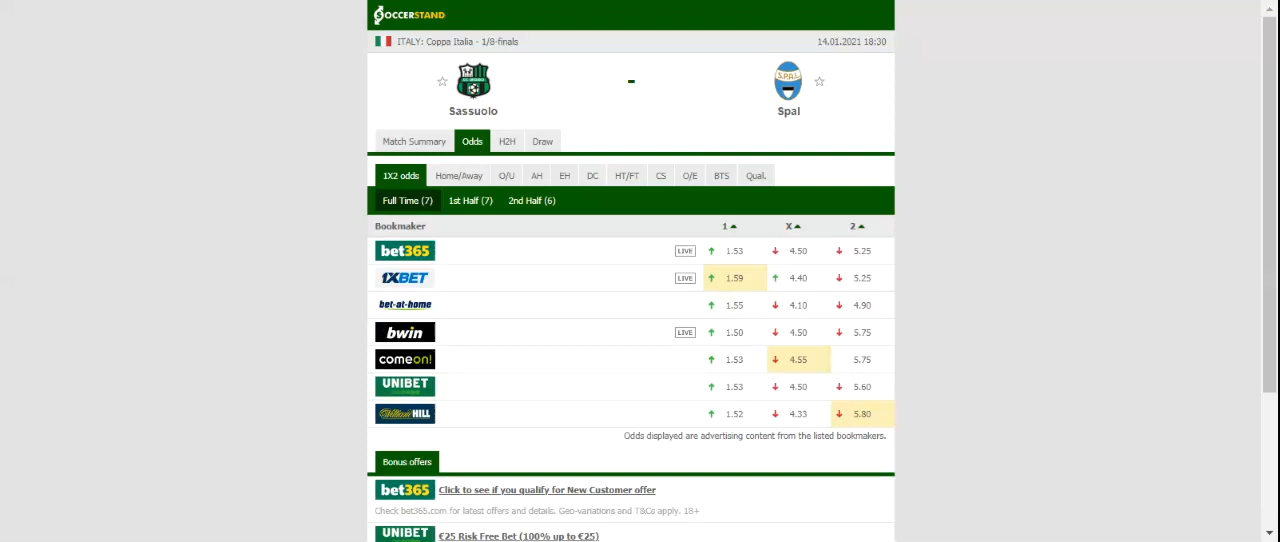 SOCCERSTAND
ITALY: Coppa Italia - 1/8-finals 14.01.2021 18:30
S.P.A.L.
-
Sassuolo Spal
Match Summary Odds H2H Draw
1X2 odds Home/Away O/U AH EH DC HT/FT CS O/E BTS Qual.
Full Time (7) 1st Half (7) 2nd Half (6)
Bookmaker 1 X 2
bet365 LIVE 1.53 4.50 5.25
1XBET LIVE 1.59 4.40 5.25
bet-at-home 1.55 4.10 4.90
bwin LIVE 1.50 4.50 5.75
comeon! 1.53 4.55 5.75
UNIBET 1.53 4.50 5.60
William HILL 1.52 4.33 5.80
Odds displayed are advertising content from the listed bookmakers.
Bonus offers
bet365 Click to see if you qualify for New Customer offer
Check bet365.com for latest offers and details. Geo-variations and T&Cs apply. 18+
UNIBET €25 Risk Free Bet (100% up to €25)